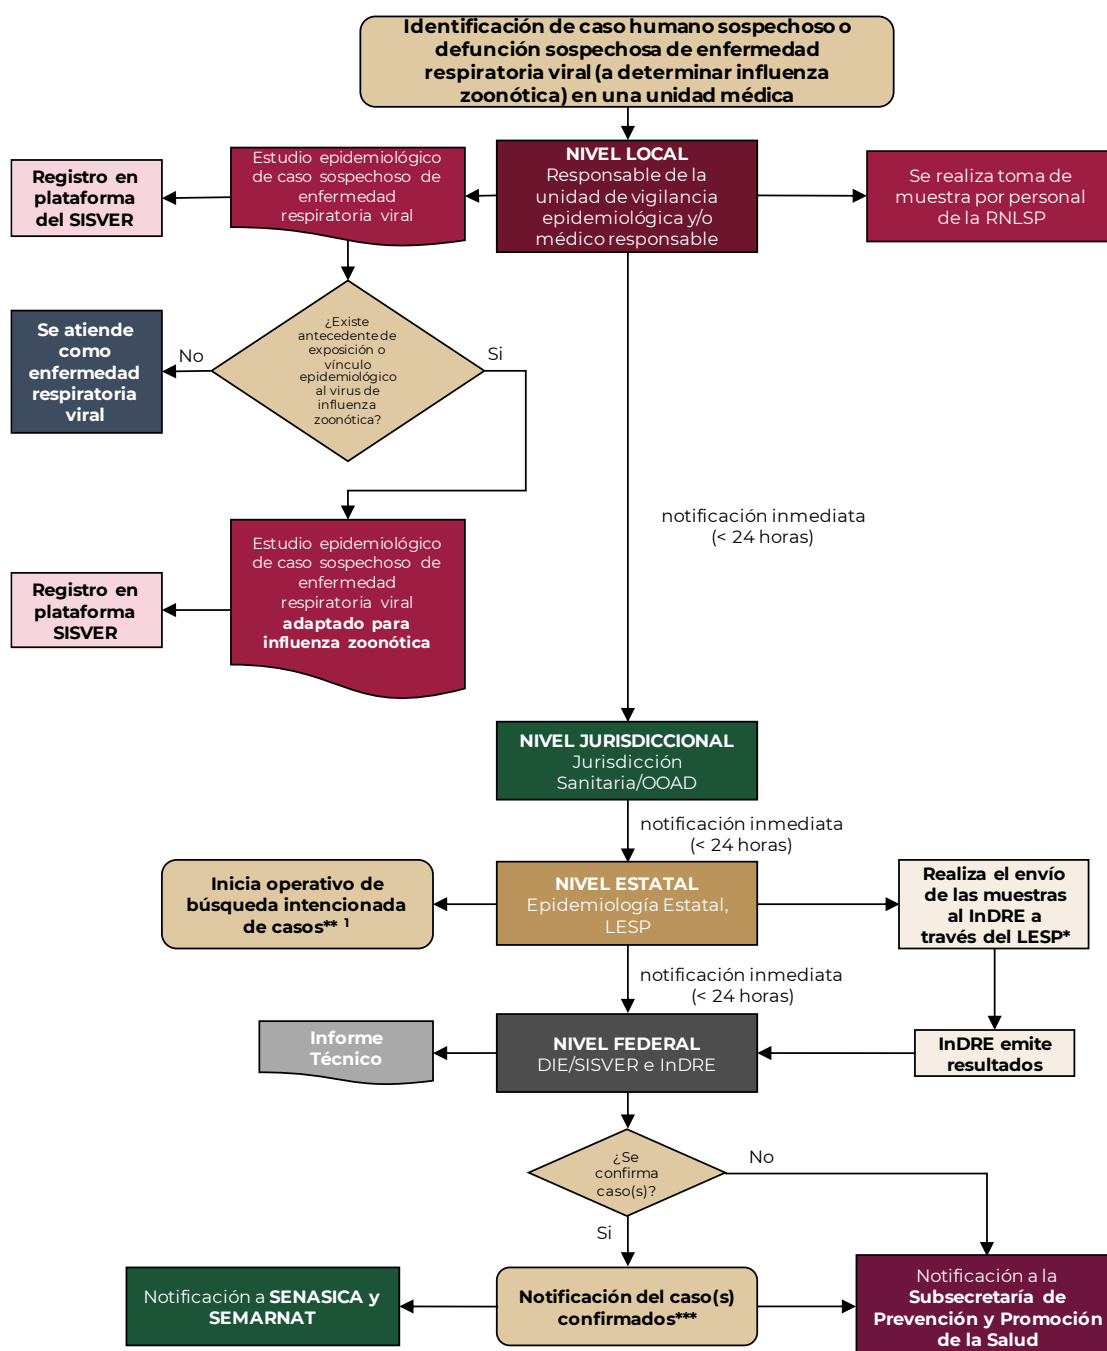 Identificación de caso humano sospechoso o
defunción sospechosa de enfermedad
respiratoria viral (a determinar influenza
zoonótica) en una unidad médica
Registro en
plataforma
del SISVER
Estudio epidemiológico
de caso sospechoso de
enfermedad
respiratoria viral
NIVEL LOCAL
Responsable de la
unidad de vigilancia
epidemiológica y/o
médico responsable
Se realiza toma de
muestra por personal
de la RNLSP
Se atiende
como
enfermedad
respiratoria
viral
No
¿Existe
antecedente de
exposición o
vínculo
epidemiológico
al virus de
influenza
zoonótica?
Si
notificación inmediata
(< 24 horas)
Registro en
plataforma
SISVER
Estudio epidemiológico
de caso sospechoso de
enfermedad
respiratoria viral
adaptado para
influenza zoonótica
NIVEL JURISDICCIONAL
Jurisdicción
Sanitaria/OOAD
notificación inmediata
(< 24 horas)
Inicia operativo de
búsqueda intencionada
de casos** ¹
NIVEL ESTATAL
Epidemiología Estatal,
LESP
Realiza el envío
de las muestras
al InDRE a
través del LESP*
notificación inmediata
(< 24 horas)
Informe
Técnico
NIVEL FEDERAL
DIE/SISVER e InDRE
InDRE emite
resultados
¿Se
confirma
caso(s)?
No
Si
Notificación a SENASICA y
SEMARNAT
Notificación del caso(s)
confirmados***
Notificación a la
Subsecretaría de
Prevención y Promoción
de la Salud